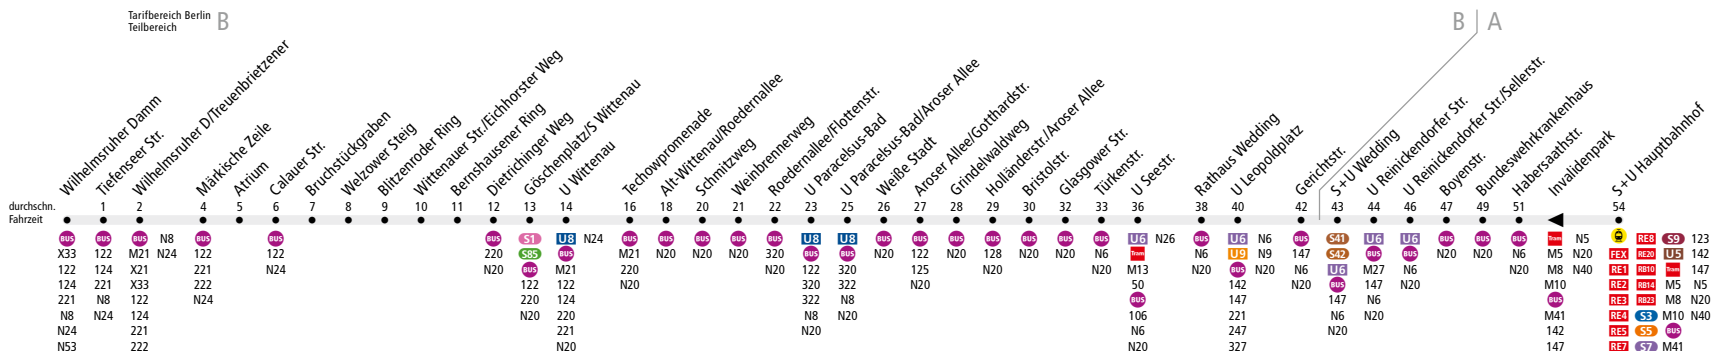 Tarifbereich Berlin B
Teilbereich
B A
Wilhelmsruher Damm
Tiefenseer Str.
Wilhelmsruher D/Treuenbrietzener
Märkische Zeile
Atrium
Calauer Str.
Bruchstückgraben
Welzower Steig
Blitzenroder Ring
Wittenauer Str./Eichhorster Weg
Bernshausener Ring
Dietrichinger Weg
Göschenplatz/S Wittenau
U Wittenau
Techowpromenade
Alt-Wittenau/Roedernallee
Schmitzweg
Weinbrennerweg
Roedernallee/Flottenstr.
U Paracelsus-Bad
U Paracelsus-Bad/Aroser Allee
Weiße Stadt
Aroser Allee/Gotthardstr.
Grindelwaldweg
Holländerstr./Aroser Allee
Bristolstr.
Glasgower Str.
Türkenstr.
U Seestr.
Rathaus Wedding
U Leopoldplatz
Gerichtstr.
S+U Wedding
U Reinickendorfer Str.
U Reinickendorfer Str./Sellerstr.
Boyenstr.
Bundeswehrkrankenhaus
Habersaathstr.
Invalidenpark
S+U Hauptbahnhof
durchschn. 1 2 4 5 6 7 8 9 10 11 12 13 14 16 18 20 21 22 23 25 26 27 28 29 30 32 33 36 38 40 42 43 44 46 47 49 51 54
Fahrzeit
BUS BUS BUS N8 BUS BUS BUS S1 U8 N24 BUS BUS BUS BUS BUS U8 U8 BUS BUS BUS BUS BUS BUS BUS U6 N26 BUS U6 N6 BUS S41 U6 U6 BUS BUS BUS Tram N5 RE8 S9 123
X33 122 M21 N24 122 122 220 S85 BUS M21 N20 N20 N20 320 BUS BUS N20 122 N20 128 N20 N20 N6 Tram N6 U9 N9 147 S42 BUS BUS N20 N20 N6 M5 N20 FEX RE20 U5 142
122 124 X21 221 N24 N20 BUS M21 220 N20 122 320 125 N20 N20 M13 N20 BUS N20 N6 U6 M27 N6 N20 M8 N40 RE1 RB10 Tram 147
124 221 X33 222 122 122 N20 320 322 N20 50 142 N20 BUS 147 N20 M10 RE2 RB14 M5 N5
221 N8 122 N24 220 124 322 N8 BUS 147 147 N6 BUS RE3 RB23 M8 N20
N8 N24 124 N20 220 N8 N20 106 221 N6 N20 M41 RE4 S3 M10 N40
N24 221 221 N20 N6 247 N20 142 RE5 S5 BUS
N53 222 N20 N20 327 147 RE7 S7 M41